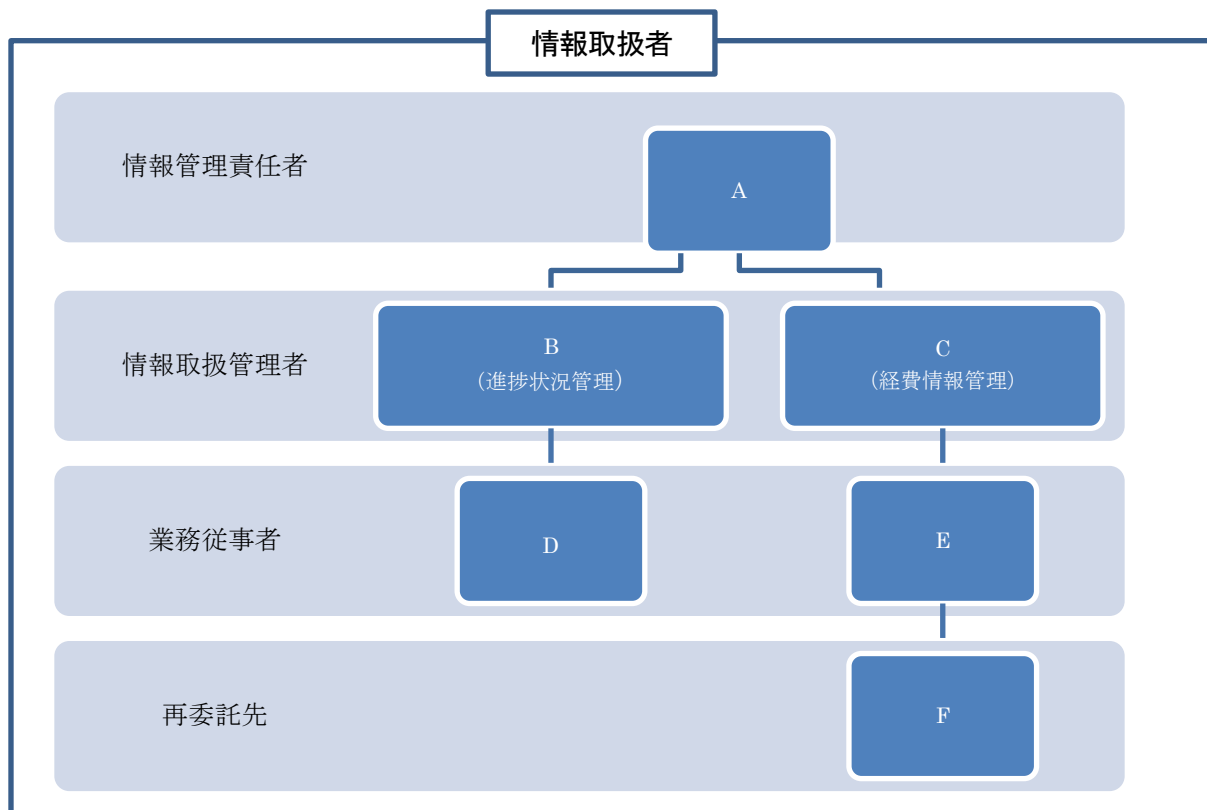 情報取扱者
情報管理責任者
A
情報取扱管理者
B
（進捗状況管理）
C
（経費情報管理）
業務従事者
D
E
再委託先
F